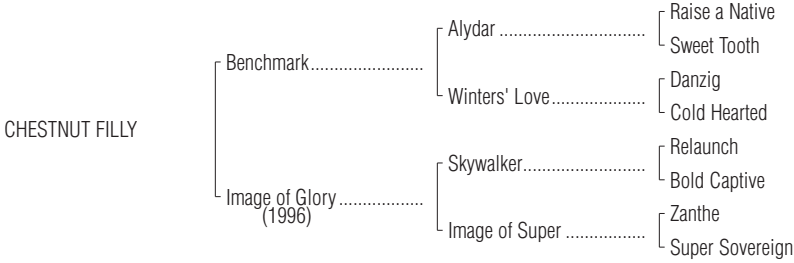 Raise a Native
Alydar ..............................
Sweet Tooth
Benchmark.......................
Danzig
Winters' Love...................
Cold Hearted
CHESTNUT FILLY
Relaunch
Skywalker.........................
Bold Captive
Image of Glory .................
(1996)
Zanthe
Image of Super ................
Super Sovereign